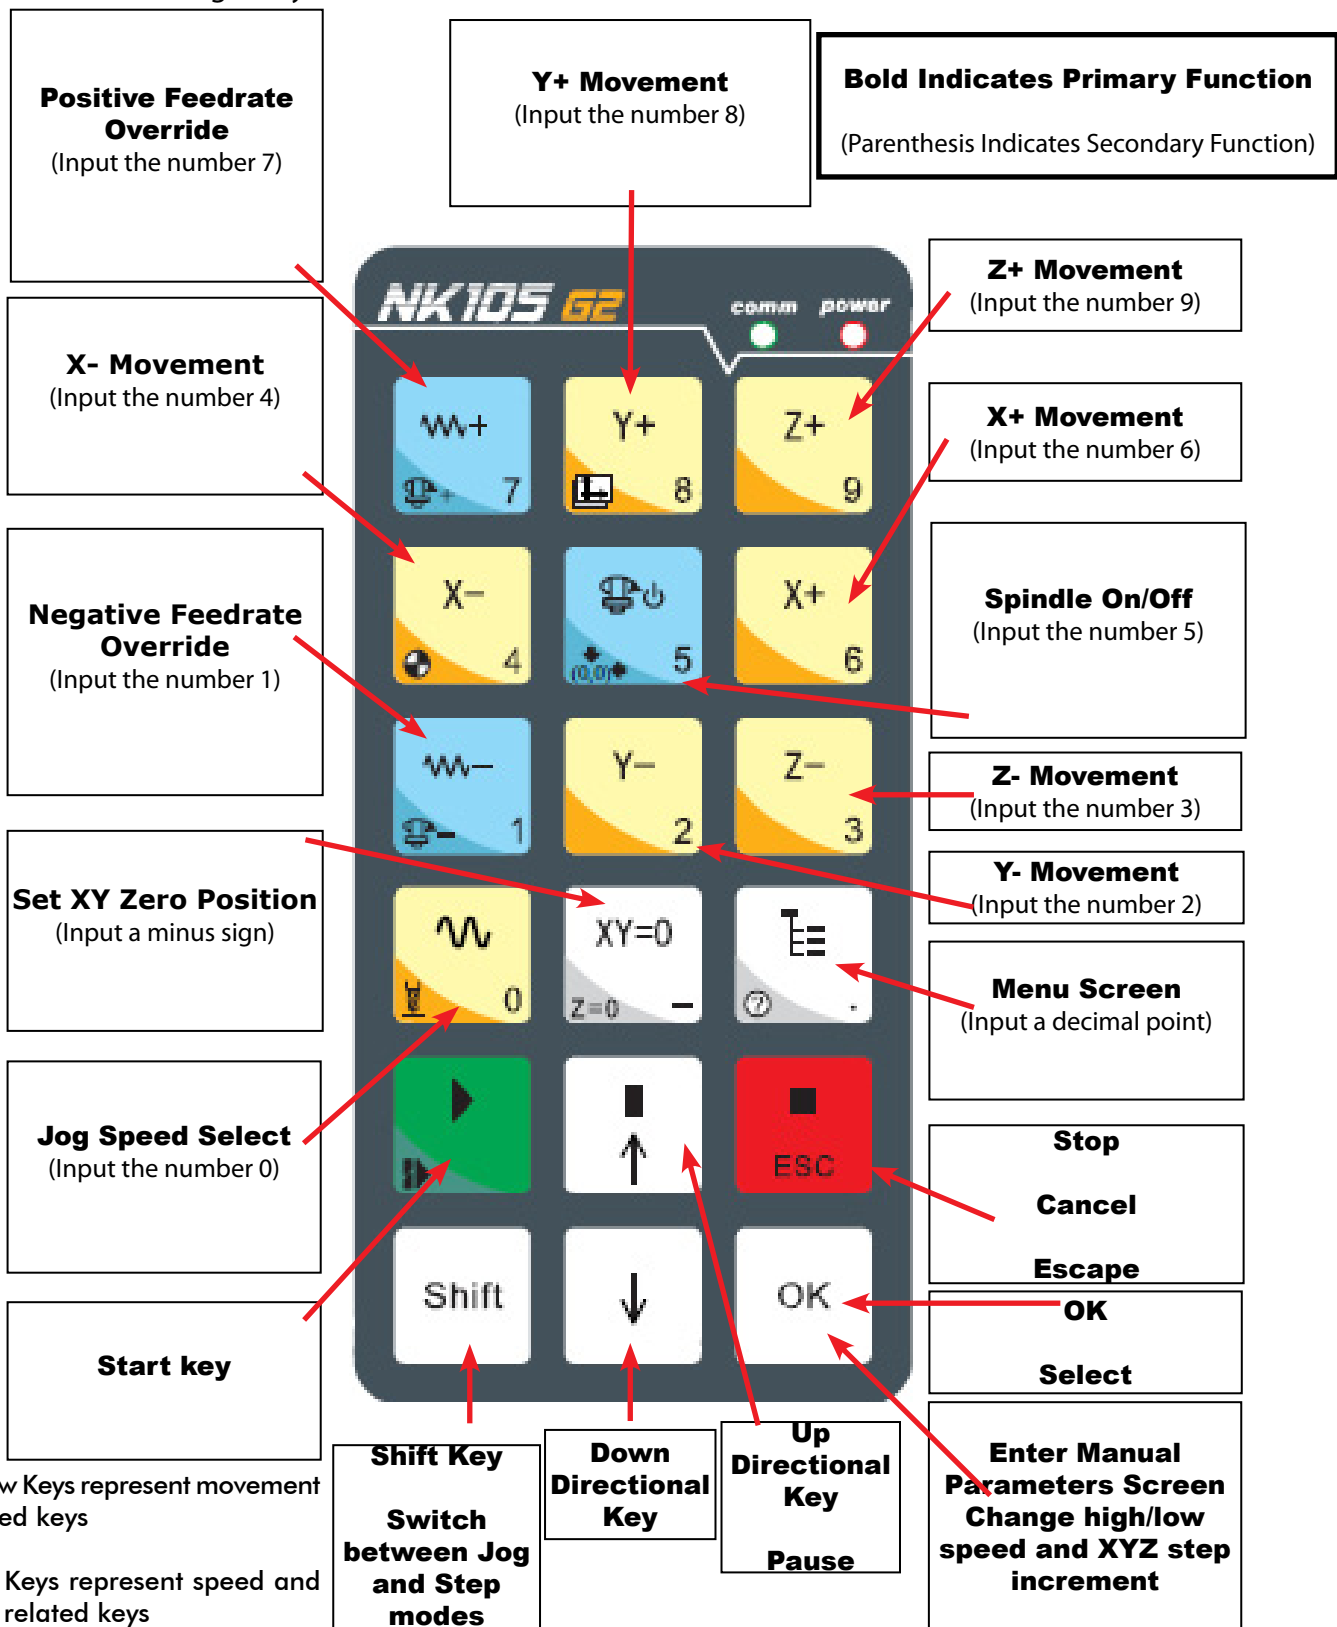 Positive Feedrate
Override
(Input the number 7)
Y+ Movement
(Input the number 8)
Bold Indicates Primary Function
(Parenthesis Indicates Secondary Function)
X- Movement
(Input the number 4)
Z+ Movement
(Input the number 9)
X+ Movement
(Input the number 6)
Negative Feedrate
Override
(Input the number 1)
Spindle On/Off
(Input the number 5)
Z- Movement
(Input the number 3)
Set XY Zero Position
(Input a minus sign)
Y- Movement
(Input the number 2)
Menu Screen
(Input a decimal point)
Jog Speed Select
(Input the number 0)
Stop
Cancel
Escape
Start key
OK
Select
NK105 G2
comm power
+ Y+ Z+
+ 7 8 9
X- X+
4 (0,0) 5 6
- Y- Z-
- 1 2 3
XY=0
0 Z=0 - ? .
ESC
Shift OK
w Keys represent movement
ed keys
Keys represent speed and
related keys
Shift Key
Switch
between Jog
and Step
modes
Down
Directional
Key
Up
Directional
Key
Pause
Enter Manual
Parameters Screen
Change high/low
speed and XYZ step
increment